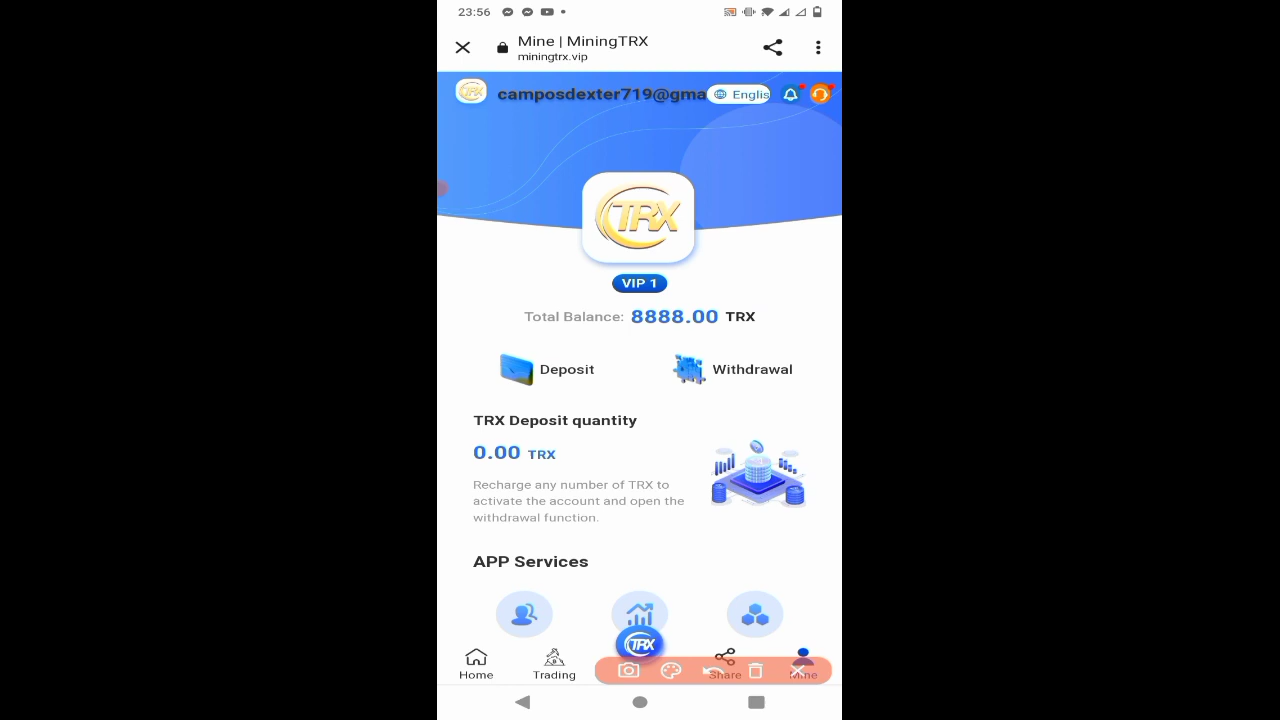 23:56
Mine | MiningTRX
miningtrx.vip
TRX
camposdexter719@gma
Englis
TRX
VIP 1
Total Balance: 8888.00 TRX
Deposit
Withdrawal
TRX Deposit quantity
0.00 TRX
Recharge any number of TRX to
activate the account and open the
withdrawal function.
APP Services
TRX
Home
Trading
Share
Mine